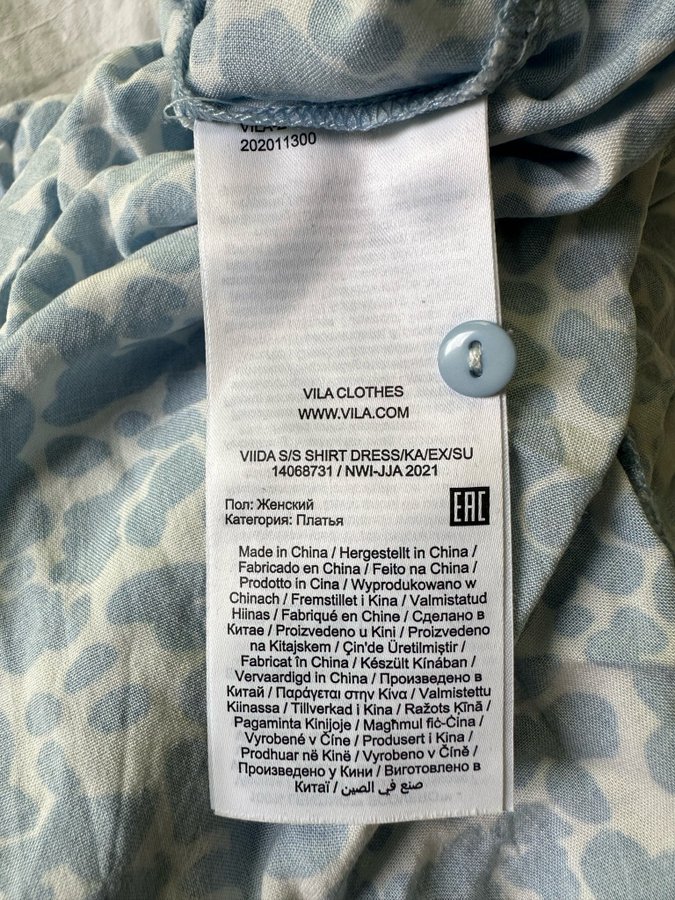 202011300
VILA CLOTHES
WWW.VILA.COM
VIIDA S/S SHIRT DRESS/KA/EX/SU
14068731 / NWI-JJA 2021
Пол: Женский
Категория: Платья
EAC
Made in China / Hergestellt in China /
Fabricado en China / Feito na China /
Prodotto in Cina / Wyprodukowano w
Chinach / Fremstillet i Kina / Valmistatud
Hiinas / Fabriqué en Chine / Сделано в
Китае / Proizvedeno u Kini / Proizvedeno
na Kitajskem / Çin'de Üretilmiştir /
Fabricat în China / Készült Kínában /
Vervaardigd in China / Произведено в
Китай / Παράγεται στην Κίνα / Valmistettu
Kiinassa / Tillverkad i Kina / Ražots Ķīnā /
Pagaminta Kinijoje / Magħmul fiċ-Ċina /
Vyrobené v Číne / Produsert i Kina /
Prodhuar në Kinë / Vyrobeno v Číně /
Произведено у Кини / Виготовлено в
Китаї / صنع في الصين